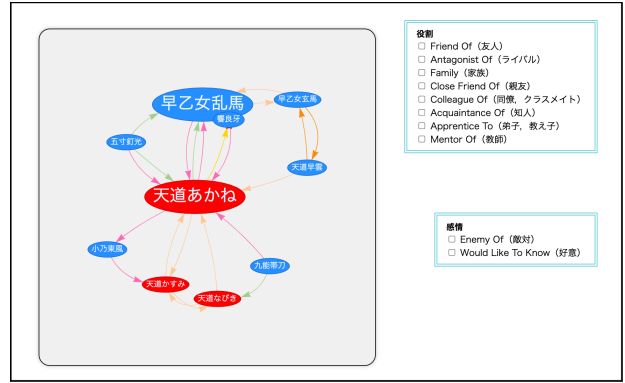 早乙女乱馬
早乙女玄馬
響良牙
五寸釘光
天道早雲
天道あかね
小乃東風
九能帯刀
天道かすみ
天道なびき
役割
Friend Of（友人）
Antagonist Of（ライバル）
Family（家族）
Close Friend Of（親友）
Colleague Of（同僚，クラスメイト）
Acquaintance Of（知人）
Apprentice To（弟子，教え子）
Mentor Of（教師）
感情
Enemy Of（敵対）
Would Like To Know（好意）